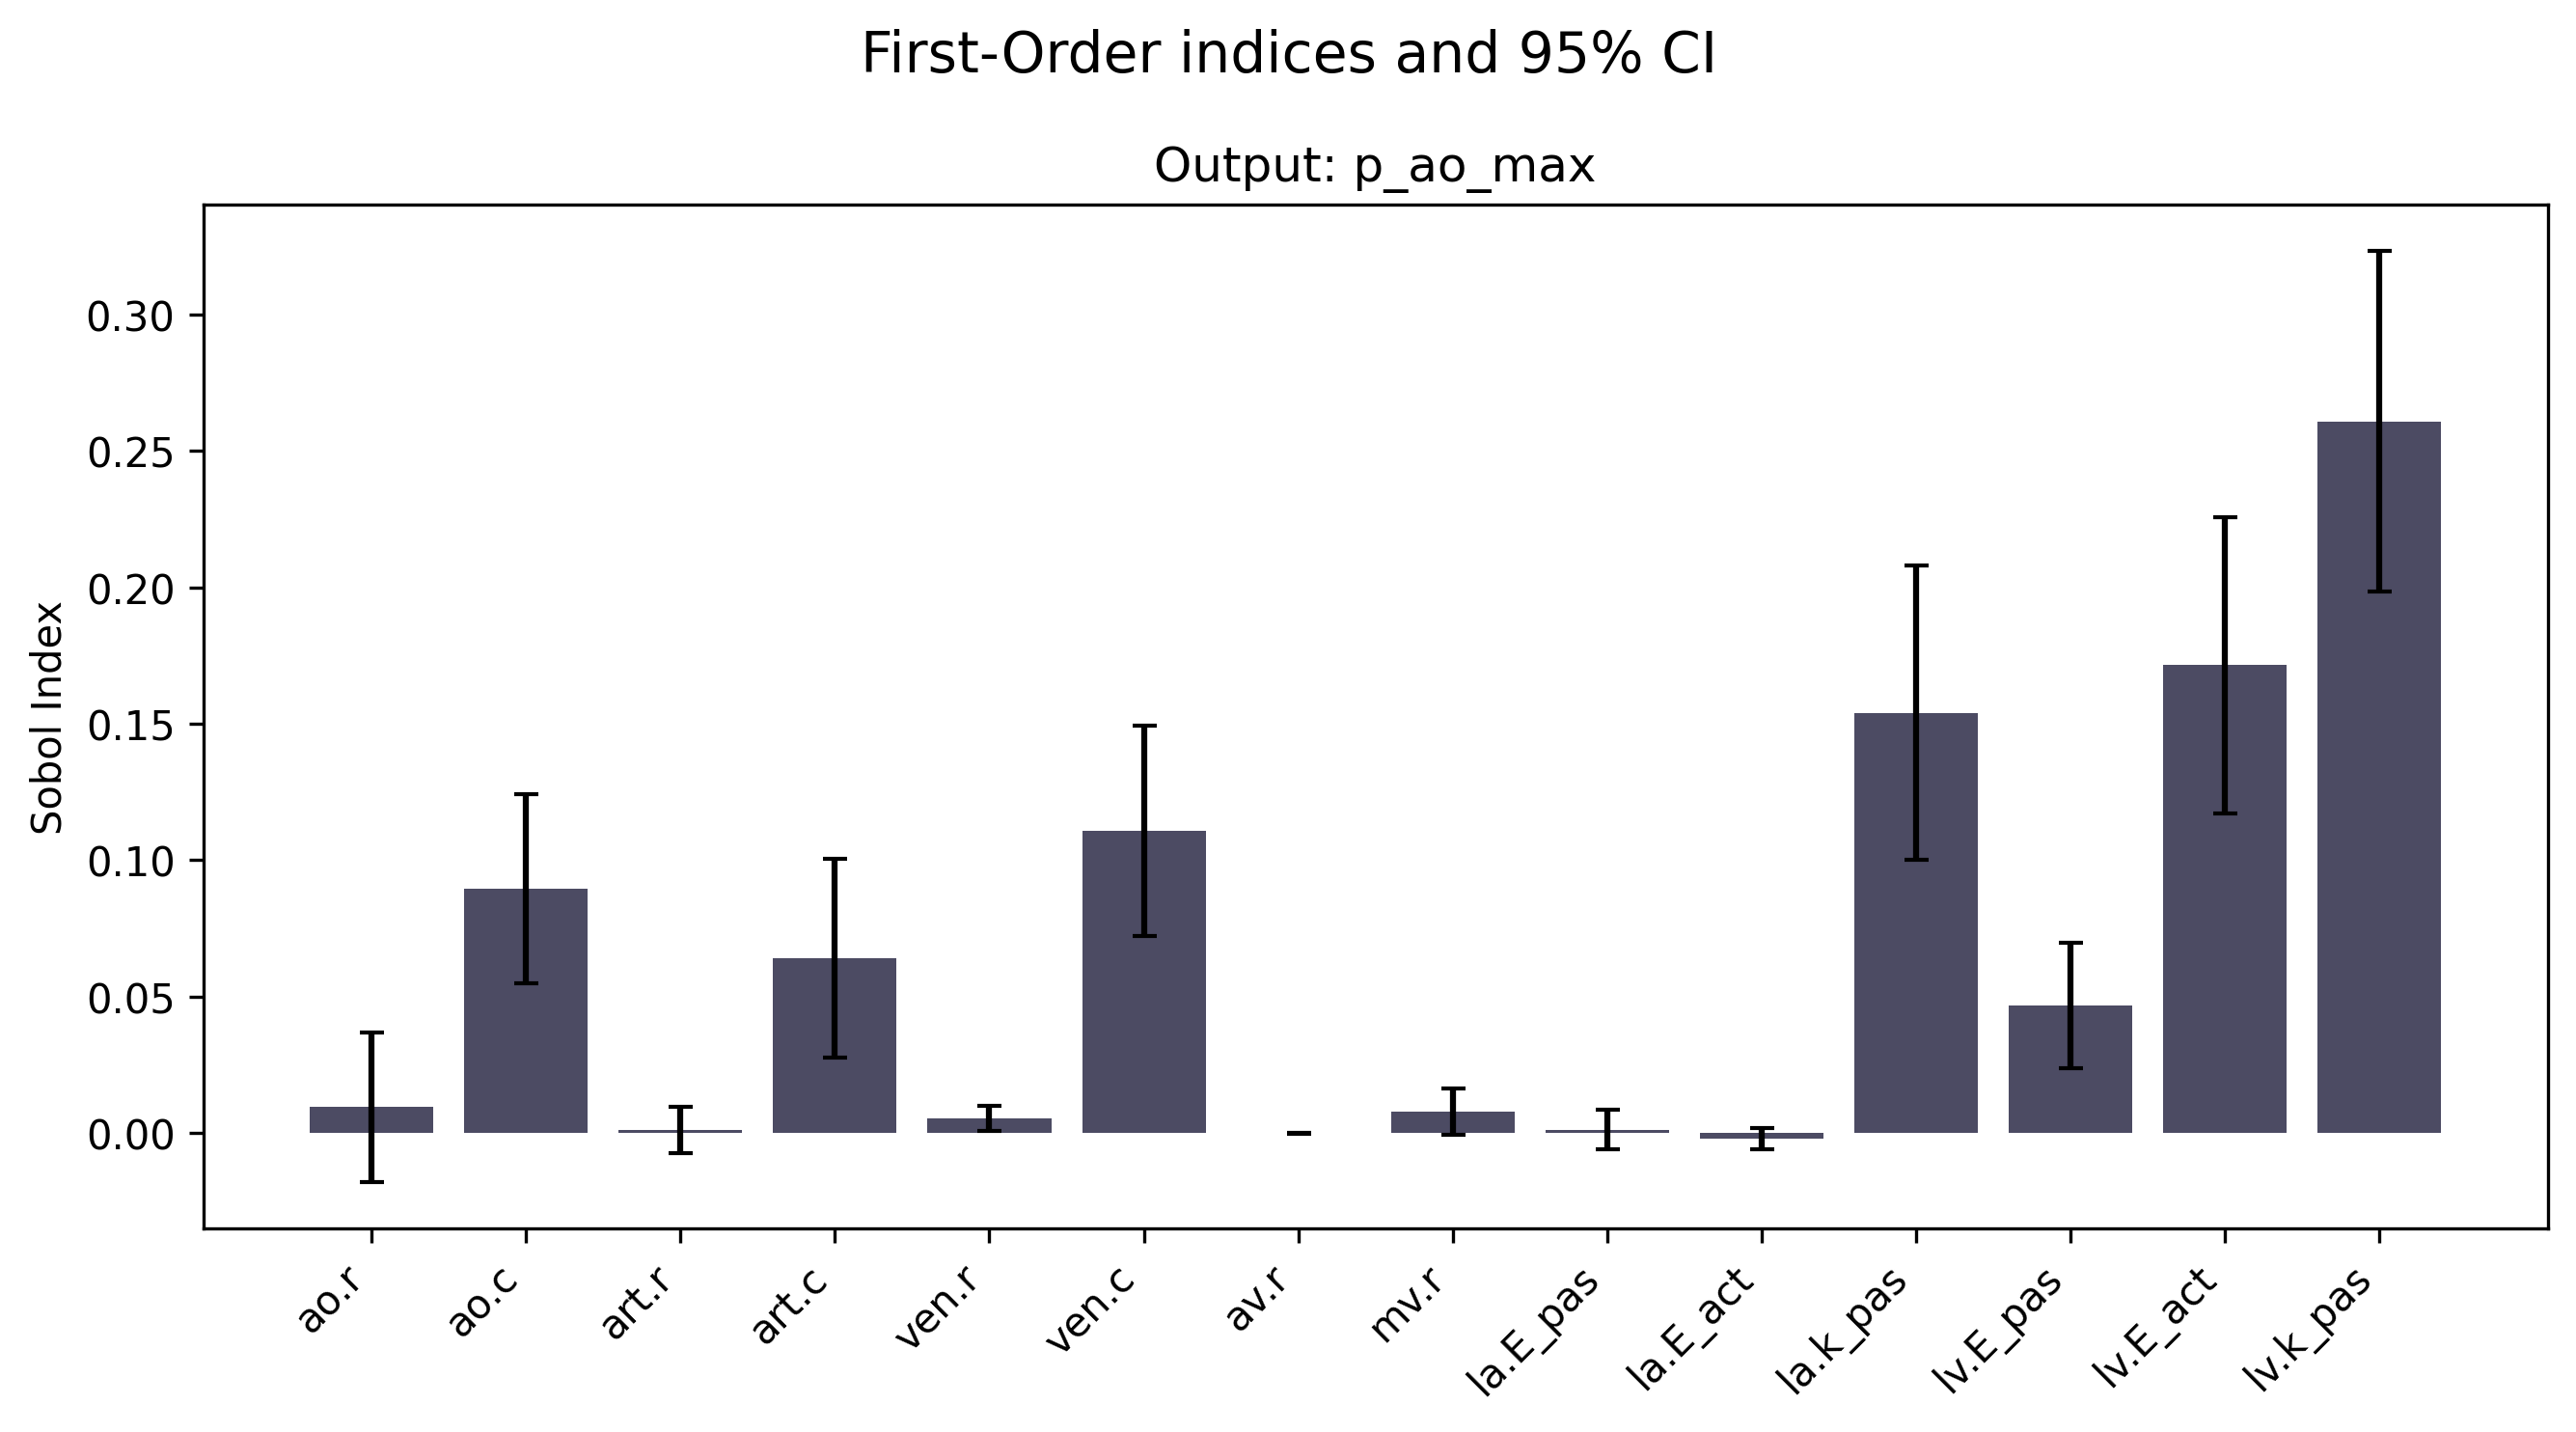 First-Order indices and 95% CI
Output: p_ao_max
Sobol Index
0.30
0.25
0.20
0.15
0.10
0.05
0.00
ao.r
ao.c
art.r
art.c
ven.r
ven.c
av.r
mv.r
la.E_pas
la.E_act
la.k_pas
lv.E_pas
lv.E_act
lv.k_pas